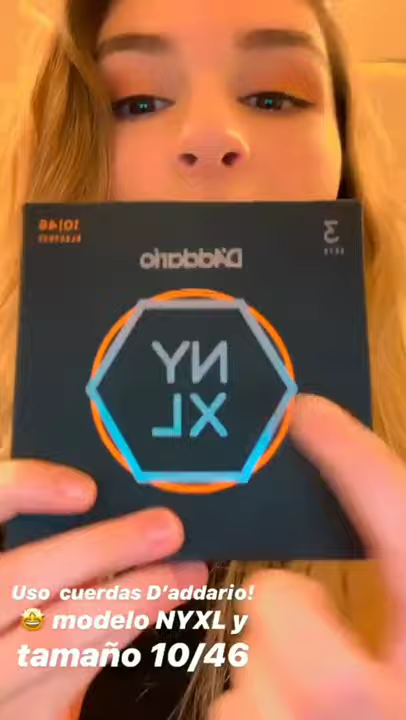 10|46
3
D'Addario
NY
XL
Uso cuerdas D'addario!
🤩 modelo NYXL y
tamaño 10/46